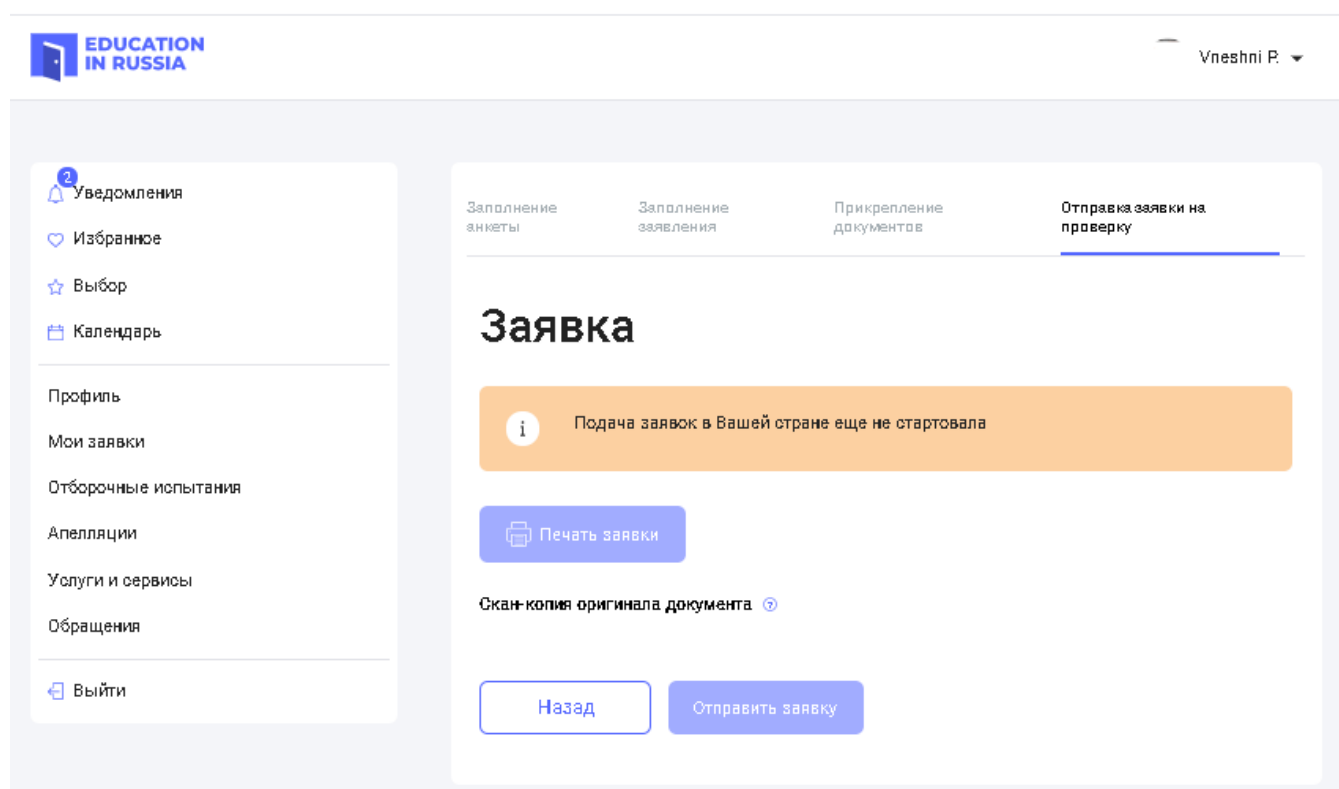 EDUCATION
IN RUSSIA
Vneshni P.
2
Уведомления
Избранное
Выбор
Календарь
Профиль
Мои заявки
Отборочные испытания
Апелляции
Услуги и сервисы
Обращения
Выйти
Заполнение
анкеты
Заполнение
заявления
Прикрепление
документов
Отправка заявки на
проверку
Заявка
i
Подача заявок в Вашей стране еще не стартовала
Печать заявки
Скан-копия оригинала документа ?
Назад
Отправить заявку